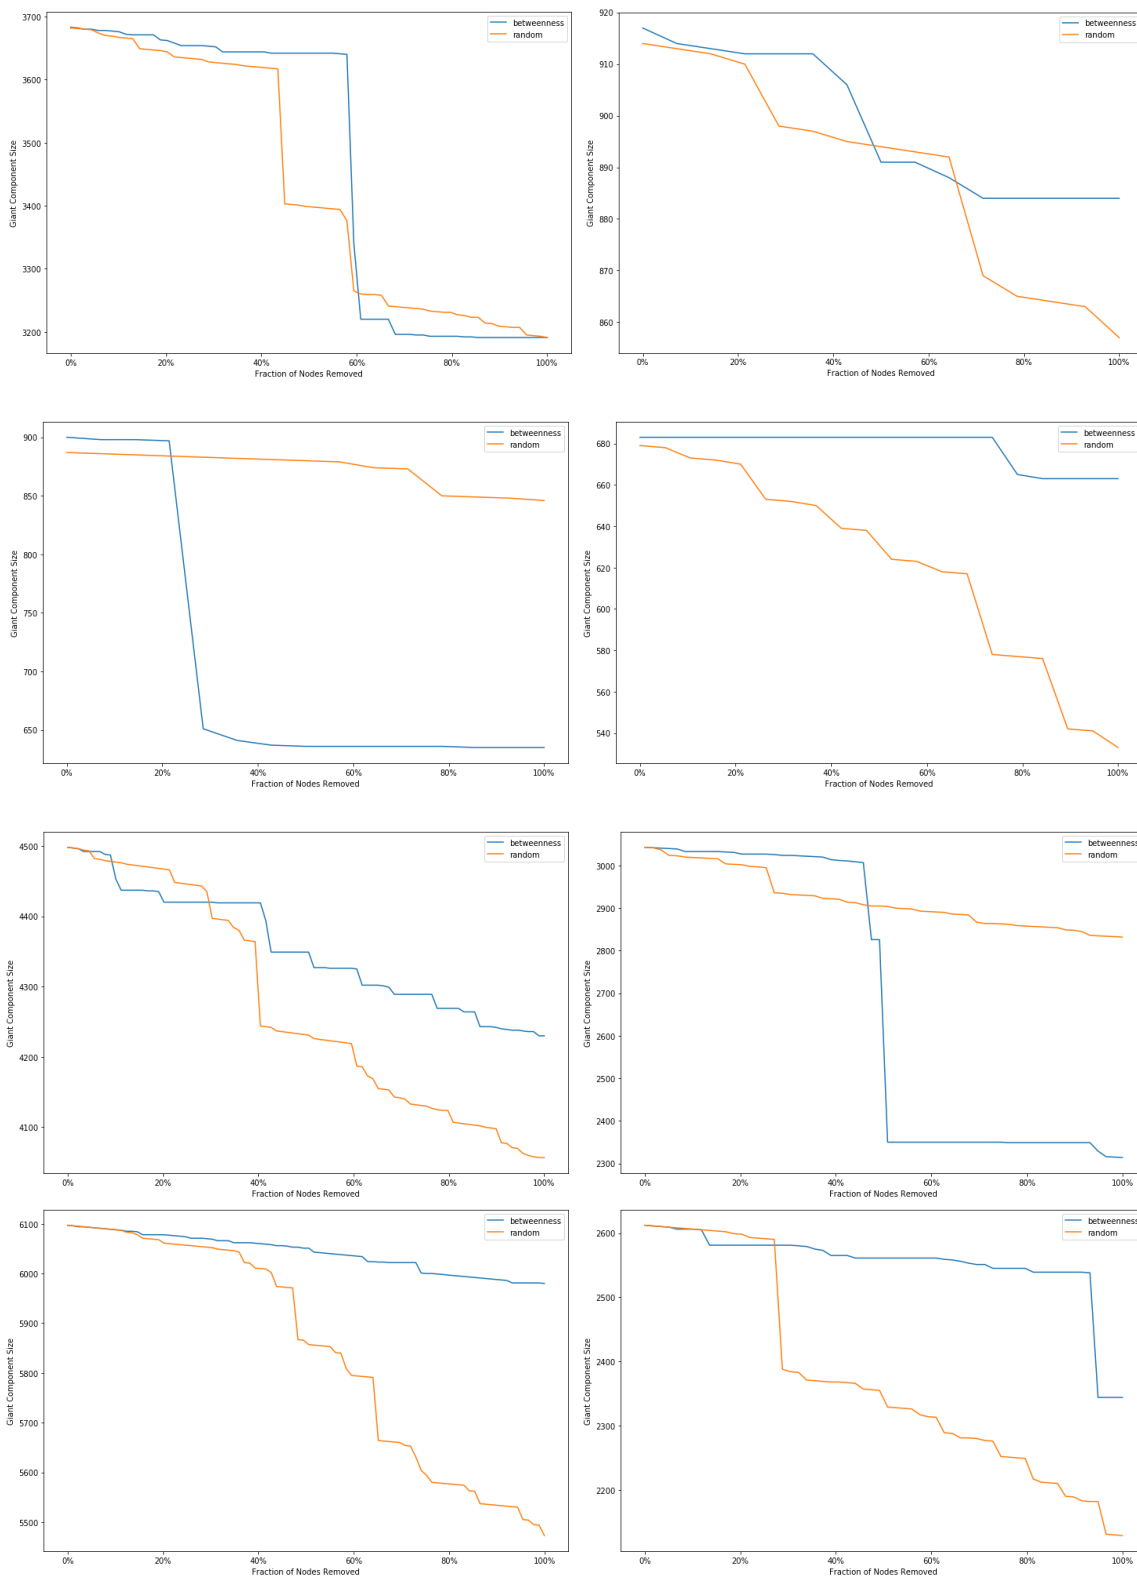 3700
3600
3500
3400
3300
3200
Giant Component Size
0% 20% 40% 60% 80% 100%
Fraction of Nodes Removed
betweenness
random
920
910
900
890
880
870
860
Giant Component Size
0% 20% 40% 60% 80% 100%
Fraction of Nodes Removed
betweenness
random
900
850
800
750
700
650
Giant Component Size
0% 20% 40% 60% 80% 100%
Fraction of Nodes Removed
betweenness
random
680
660
640
620
600
580
560
540
Giant Component Size
0% 20% 40% 60% 80% 100%
Fraction of Nodes Removed
betweenness
random
4500
4400
4300
4200
4100
Giant Component Size
0% 20% 40% 60% 80% 100%
Fraction of Nodes Removed
betweenness
random
3000
2900
2800
2700
2600
2500
2400
2300
Giant Component Size
0% 20% 40% 60% 80% 100%
Fraction of Nodes Removed
betweenness
random
6100
6000
5900
5800
5700
5600
5500
Giant Component Size
0% 20% 40% 60% 80% 100%
Fraction of Nodes Removed
betweenness
random
2600
2500
2400
2300
2200
Giant Component Size
0% 20% 40% 60% 80% 100%
Fraction of Nodes Removed
betweenness
random